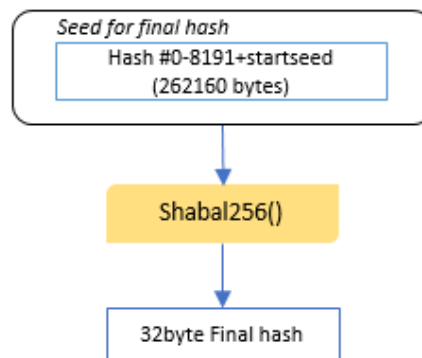 Seed for final hash
Hash #0-8191+startseed
(262160 bytes)
Shabal256()
32byte Final hash